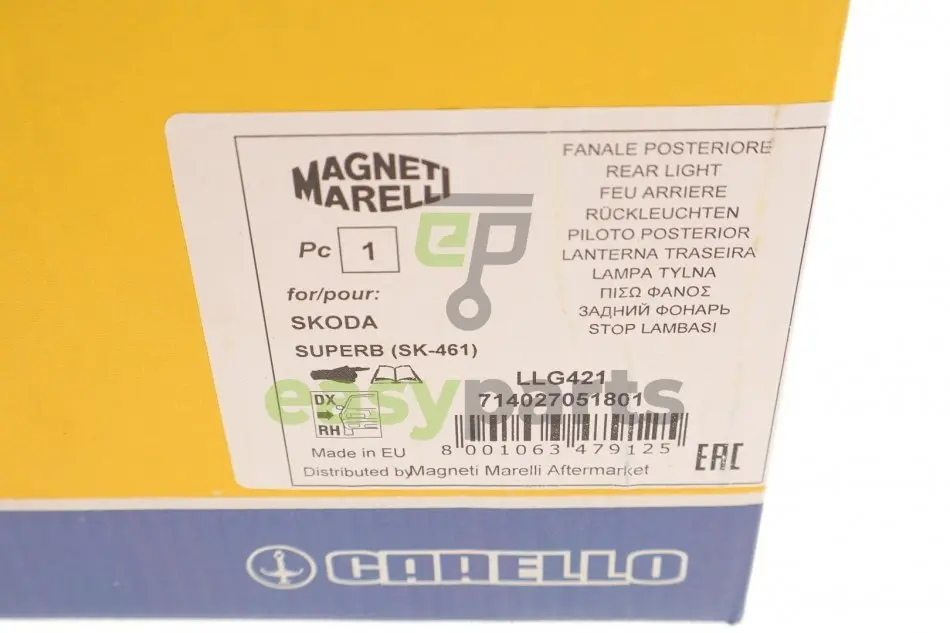 MAGNETI
MARELLI
Pc 1
for/pour:
SKODA
SUPERB (SK-461)
DX
RH
Made in EU
Distributed by Magneti Marelli Aftermarket
FANALE POSTERIORE
REAR LIGHT
FEU ARRIERE
RÜCKLEUCHTEN
PILOTO POSTERIOR
LANTERNA TRASEIRA
LAMPA TYLNA
ΠΙΣΩ ΦΑΝΟΣ
ЗАДНИЙ ФОНАРЬ
STOP LAMBASI
LLG421
714027051801
8 001063 479125
EAC
ep
easyparts
CARELLO